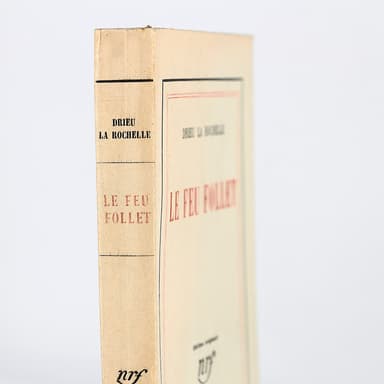 DRIEU
LA ROCHELLE
LE FEU
FOLLET
nrf
DRIEU LA ROCHELLE
LE FEU FOLLET
nrf